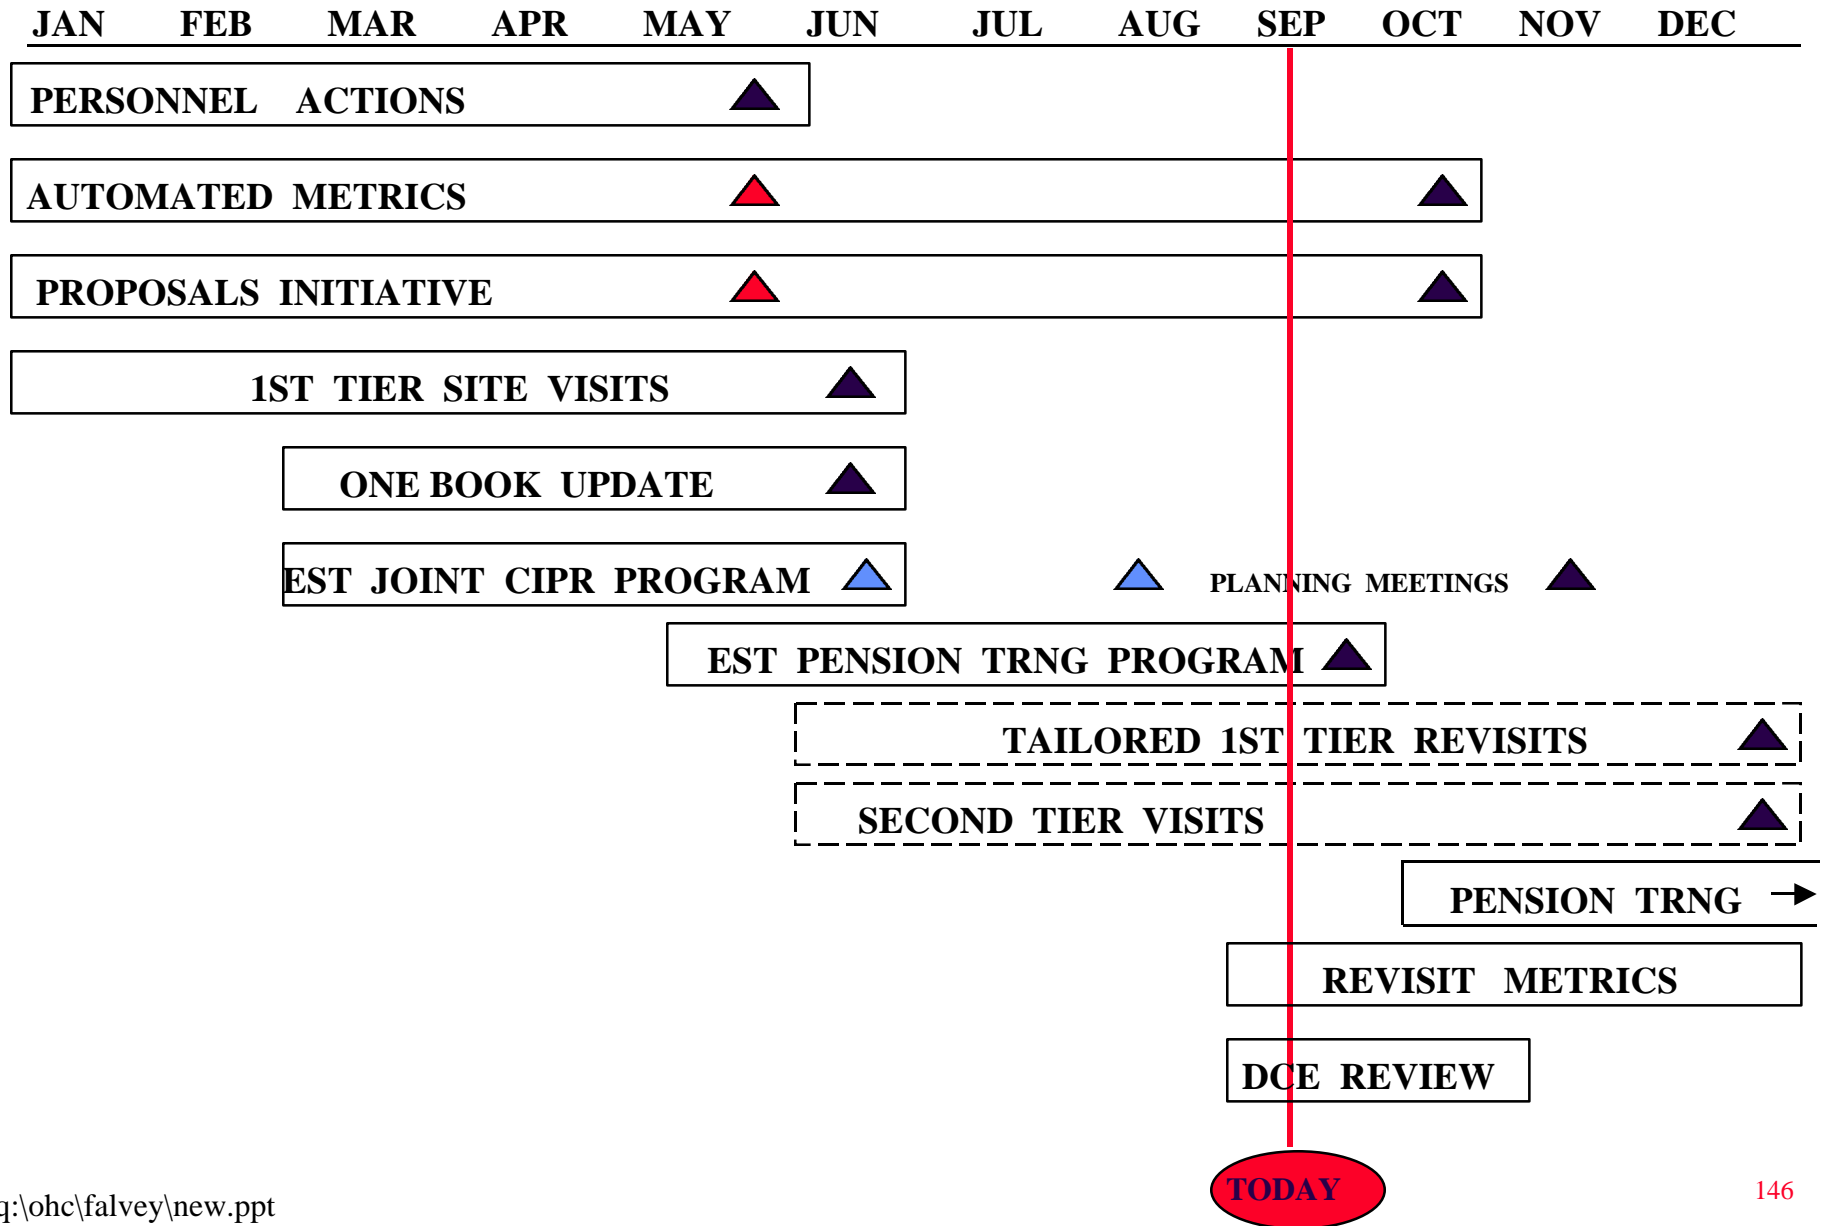 JAN FEB MAR APR MAY JUN JUL AUG SEP OCT NOV DEC
PERSONNEL ACTIONS
AUTOMATED METRICS
PROPOSALS INITIATIVE
1ST TIER SITE VISITS
ONE BOOK UPDATE
EST JOINT CIPR PROGRAM
PLANNING MEETINGS
EST PENSION TRNG PROGRAM
TAILORED 1ST TIER REVISITS
SECOND TIER VISITS
PENSION TRNG
REVISIT METRICS
DCE REVIEW
TODAY
q:\ohc\falvey\new.ppt
146